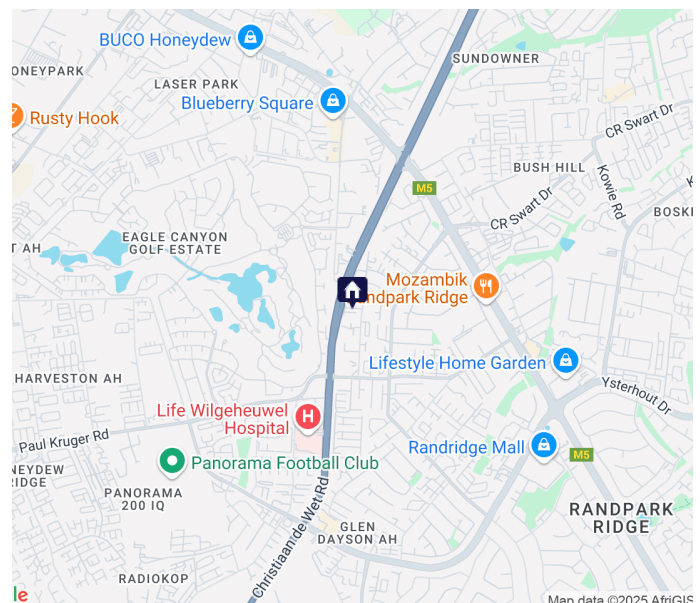 BUCO Honeydew
SUNDOWNER
ONEYPARK
LASER PARK
Blueberry Square
Rusty Hook
CR Swart Dr
BUSH HILL
Kowie Rd
M5
BOSKE
CR Swart Dr
EAGLE CANYON
GOLF ESTATE
T AH
Mozambik
ndpark Ridge
Lifestyle Home Garden
HARVESTON AH
Ysterhout Dr
Life Wilgeheuwel
Hospital
H
Paul Kruger Rd
Randridge Mall
M5
Panorama Football Club
NEYDEW
RIDGE
PANORAMA
200 IQ
Christiaan de Wet Rd
RANDPARK
RIDGE
GLEN
DAYSON AH
RADIOKOP
le
Map data ©2025 AfriGIS